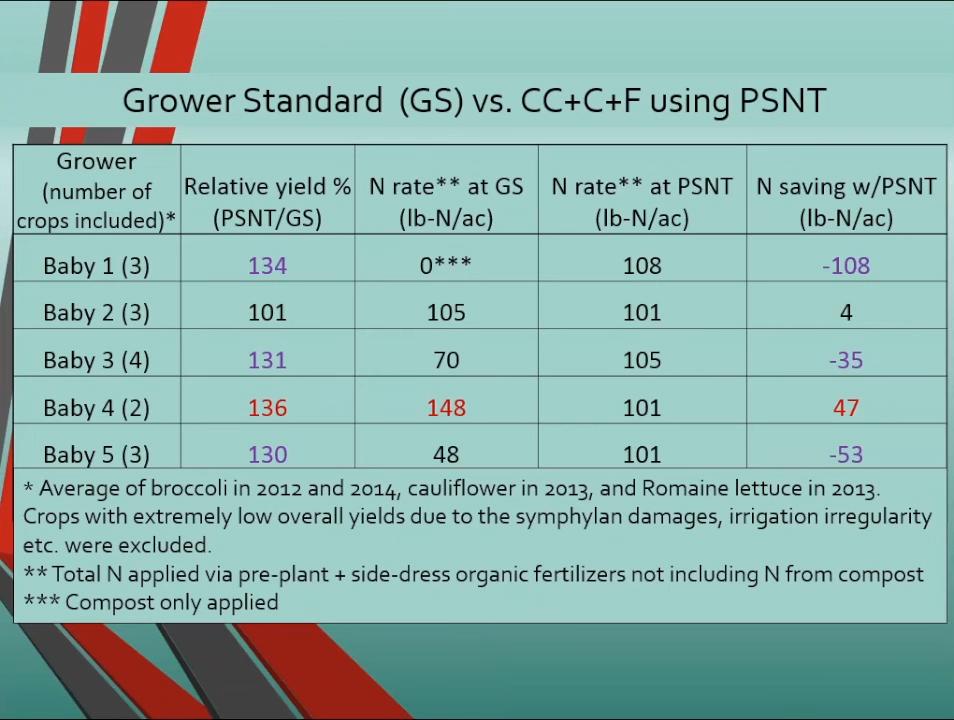 Grower Standard (GS) vs. CC+C+F using PSNT
Grower (number of crops included)* Relative yield % (PSNT/GS) N rate** at GS (lb-N/ac) N rate** at PSNT (lb-N/ac) N saving w/PSNT (lb-N/ac)
Baby 1 (3) 134 0*** 108 -108
Baby 2 (3) 101 105 101 4
Baby 3 (4) 131 70 105 -35
Baby 4 (2) 136 148 101 47
Baby 5 (3) 130 48 101 -53
* Average of broccoli in 2012 and 2014, cauliflower in 2013, and Romaine lettuce in 2013.
Crops with extremely low overall yields due to the symphylan damages, irrigation irregularity
etc. were excluded.
** Total N applied via pre-plant + side-dress organic fertilizers not including N from compost
*** Compost only applied